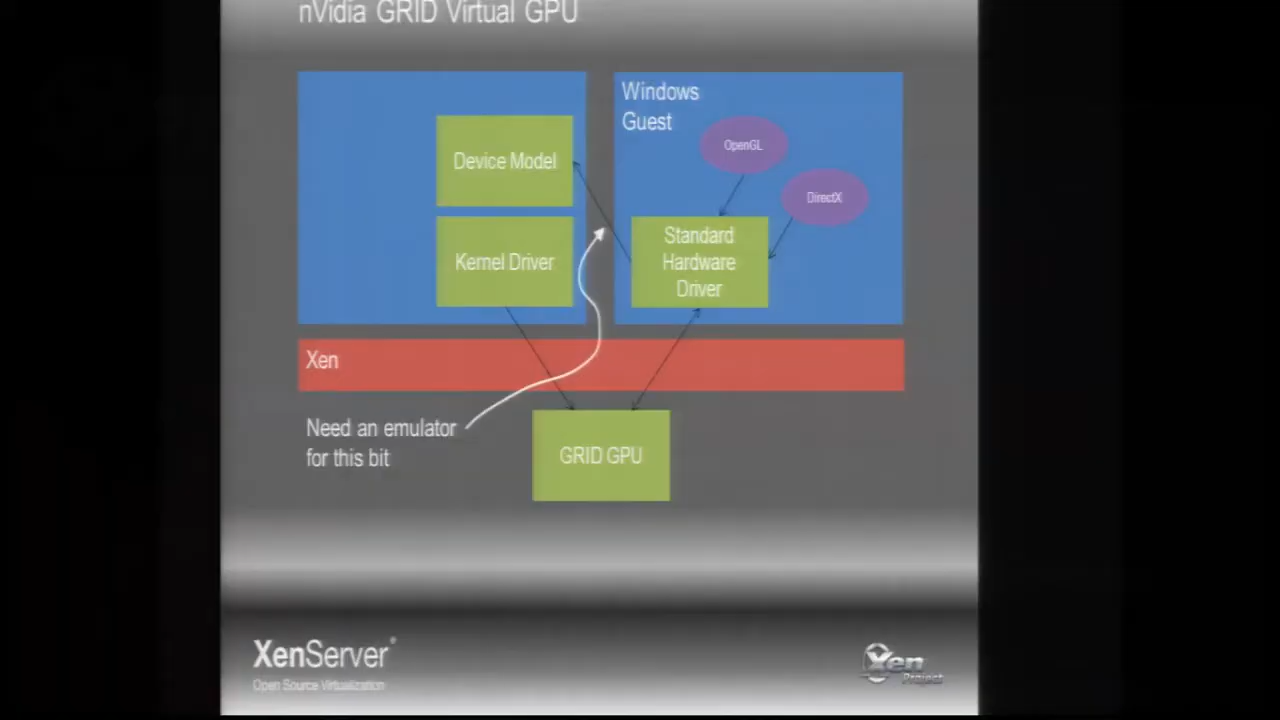 nVidia GRID Virtual GPU
Windows
Guest
OpenGL
DirectX
Device Model
Kernel Driver
Standard
Hardware
Driver
Xen
Need an emulator
for this bit
GRID GPU
XenServer®
Open Source Virtualization
Xen
Project